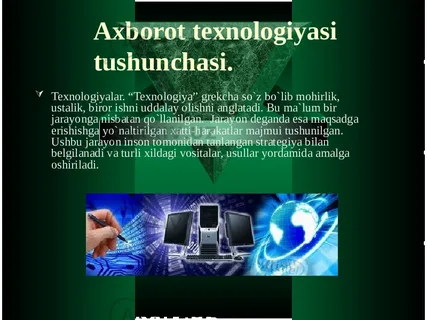 Axborot texnologiyasi
tushunchasi.
Texnologiyalar. “Texnologiya” grekcha so`z bo`lib mohirlik,
ustalik, biror ishni uddalay olishni anglatadi. Bu ma`lum bir
jarayonga nisbatan qo`llanilgan. Jarayon deganda esa maqsadga
erishishga yo`naltirilgan xatti-harakatlar majmui tushunilgan.
Ushbu jarayon inson tomonidan tanlangan strategiya bilan
belgilanadi va turli xildagi vositalar, usullar yordamida amalga
oshiriladi.